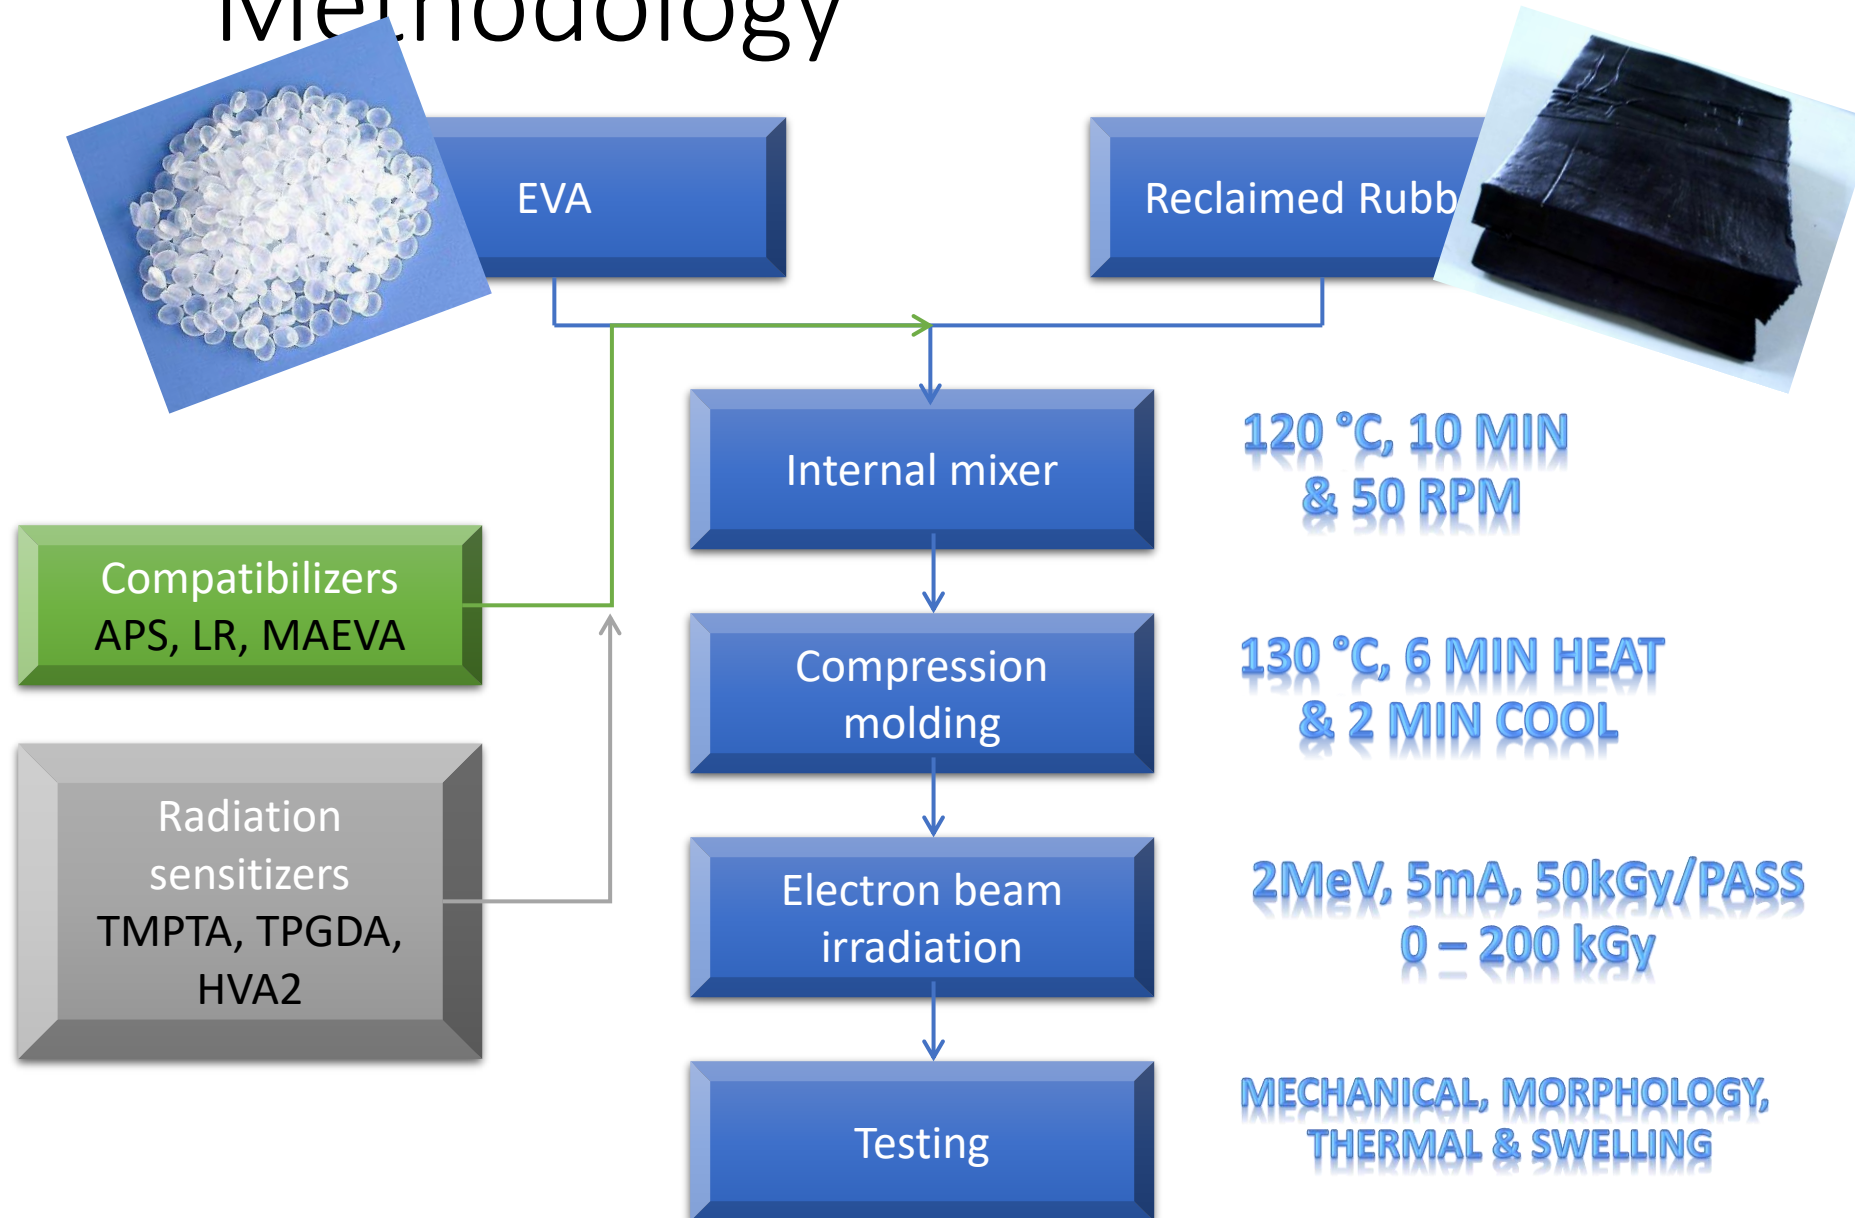 Methodology
EVA
Reclaimed Rubb
Internal mixer
120 °C, 10 MIN
& 50 RPM
Compatibilizers
APS, LR, MAEVA
Compression
molding
130 °C, 6 MIN HEAT
& 2 MIN COOL
Radiation
sensitizers
TMPTA, TPGDA,
HVA2
Electron beam
irradiation
2MeV, 5mA, 50kGy/PASS
0 – 200 kGy
Testing
MECHANICAL, MORPHOLOGY,
THERMAL & SWELLING